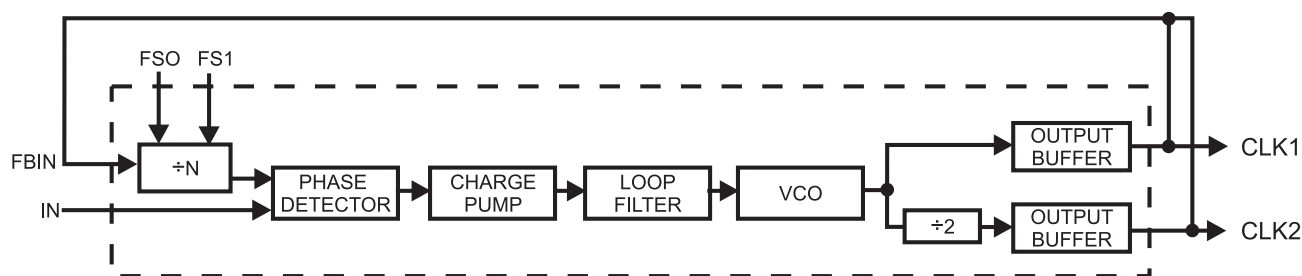 FSO FS1
FBIN
÷N
IN
PHASE
DETECTOR
CHARGE
PUMP
LOOP
FILTER
VCO
OUTPUT
BUFFER
CLK1
÷2
OUTPUT
BUFFER
CLK2